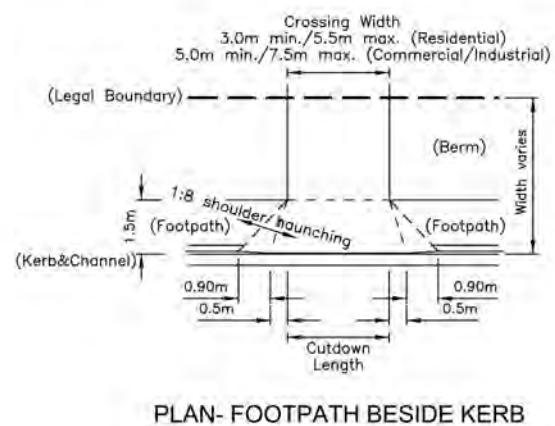 Crossing Width
3.0m min./5.5m max. (Residential)
5.0m min./7.5m max. (Commercial/Industrial)
(Legal Boundary)
(Berm)
Width varies
1:8 shoulder/haunching
1.5m
(Footpath)
(Footpath)
(Kerb&Channel)
0.90m
0.90m
0.5m
0.5m
Cutdown
Length
PLAN- FOOTPATH BESIDE KERB